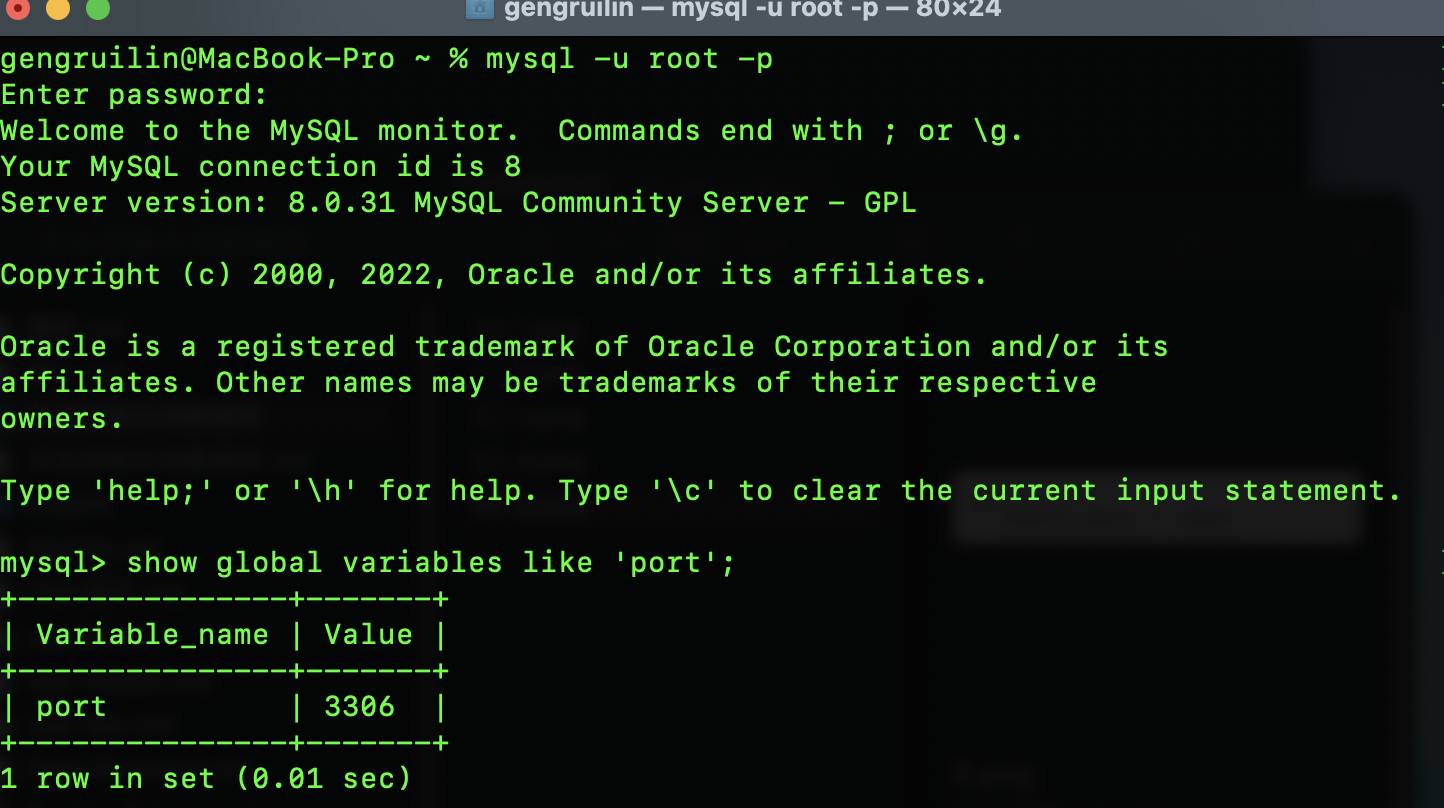 gengruilin — mysql -u root -p — 80×24
gengruilin@MacBook-Pro ~ % mysql -u root -p
Enter password:
Welcome to the MySQL monitor.  Commands end with ; or \g.
Your MySQL connection id is 8
Server version: 8.0.31 MySQL Community Server - GPL
Copyright (c) 2000, 2022, Oracle and/or its affiliates.
Oracle is a registered trademark of Oracle Corporation and/or its
affiliates. Other names may be trademarks of their respective
owners.
Type 'help;' or '\h' for help. Type '\c' to clear the current input statement.
mysql> show global variables like 'port';
+---------------+-------+
| Variable_name | Value |
+---------------+-------+
| port          | 3306  |
+---------------+-------+
1 row in set (0.01 sec)